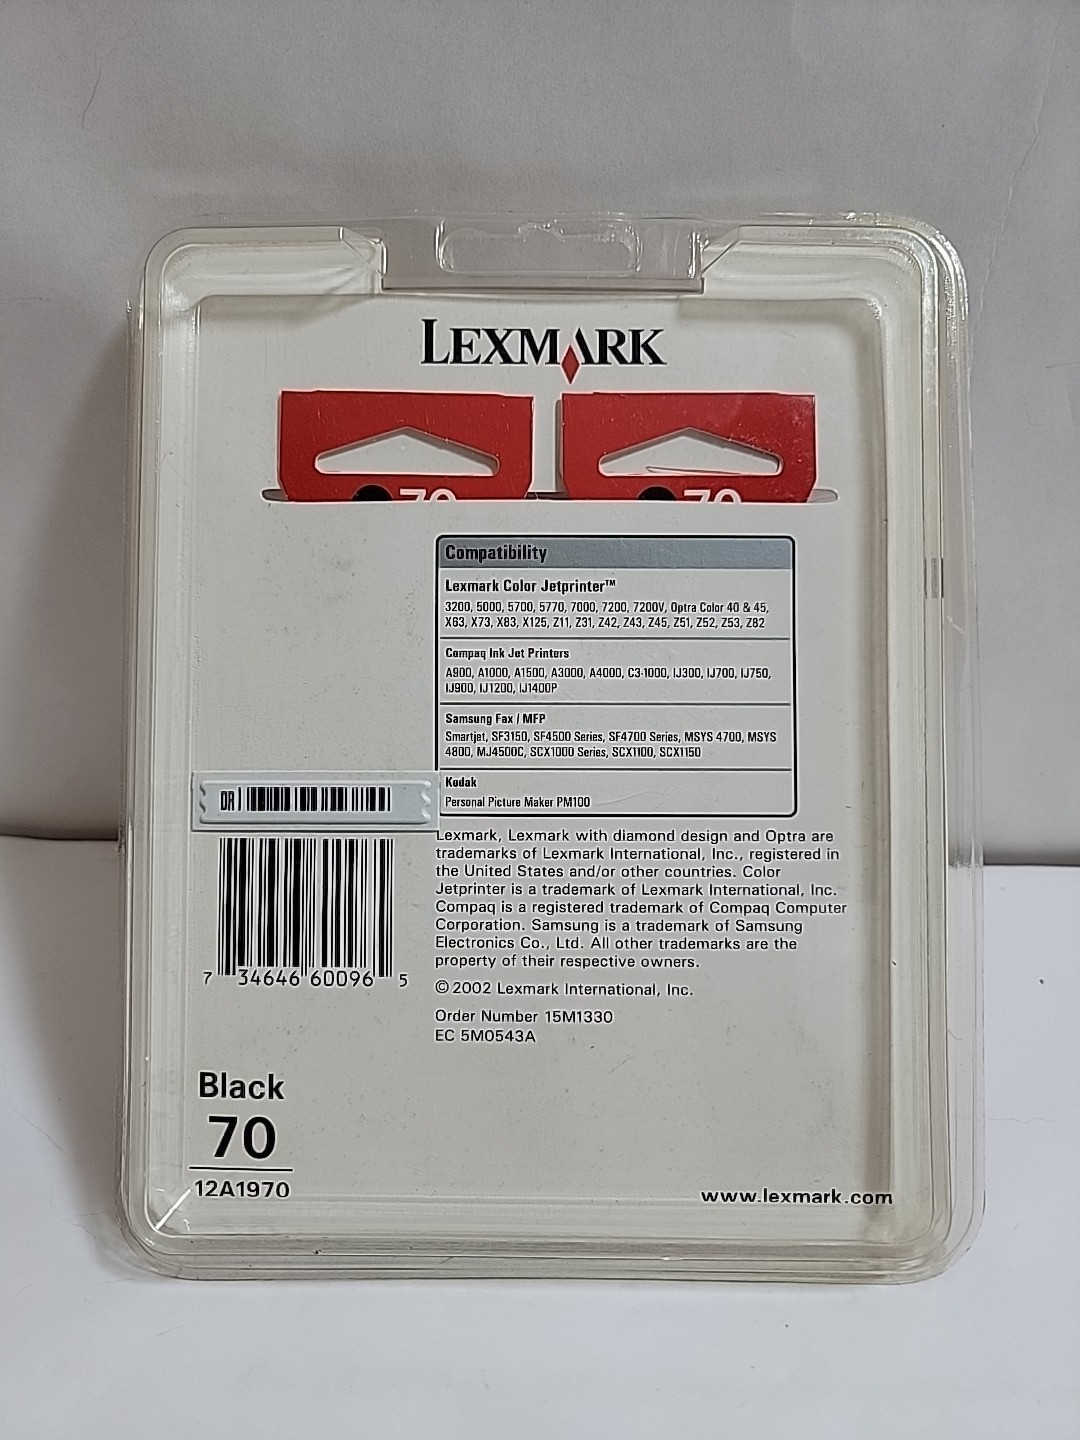 LEXMARK
70 70
Compatibility
Lexmark Color Jetprinter™
3200, 5000, 5700, 5770, 7000, 7200, 7200V, Optra Color 40 & 45,
X63, X73, X83, X125, Z11, Z31, Z42, Z43, Z45, Z51, Z52, Z53, Z82
Compaq Ink Jet Printers
A900, A1000, A1500, A3000, A4000, C3-1000, IJ300, IJ700, IJ750,
IJ900, IJ1200, IJ1400P
Samsung Fax / MFP
Smartjet, SF3150, SF4500 Series, SF4700 Series, MSYS 4700, MSYS
4800, MJ4500C, SCX1000 Series, SCX1100, SCX1150
Kodak
Personal Picture Maker PM100
DR
7 34646 60096 5
Lexmark, Lexmark with diamond design and Optra are
trademarks of Lexmark International, Inc., registered in
the United States and/or other countries. Color
Jetprinter is a trademark of Lexmark International, Inc.
Compaq is a registered trademark of Compaq Computer
Corporation. Samsung is a trademark of Samsung
Electronics Co., Ltd. All other trademarks are the
property of their respective owners.
© 2002 Lexmark International, Inc.
Order Number 15M1330
EC 5M0543A
Black
70
12A1970
www.lexmark.com